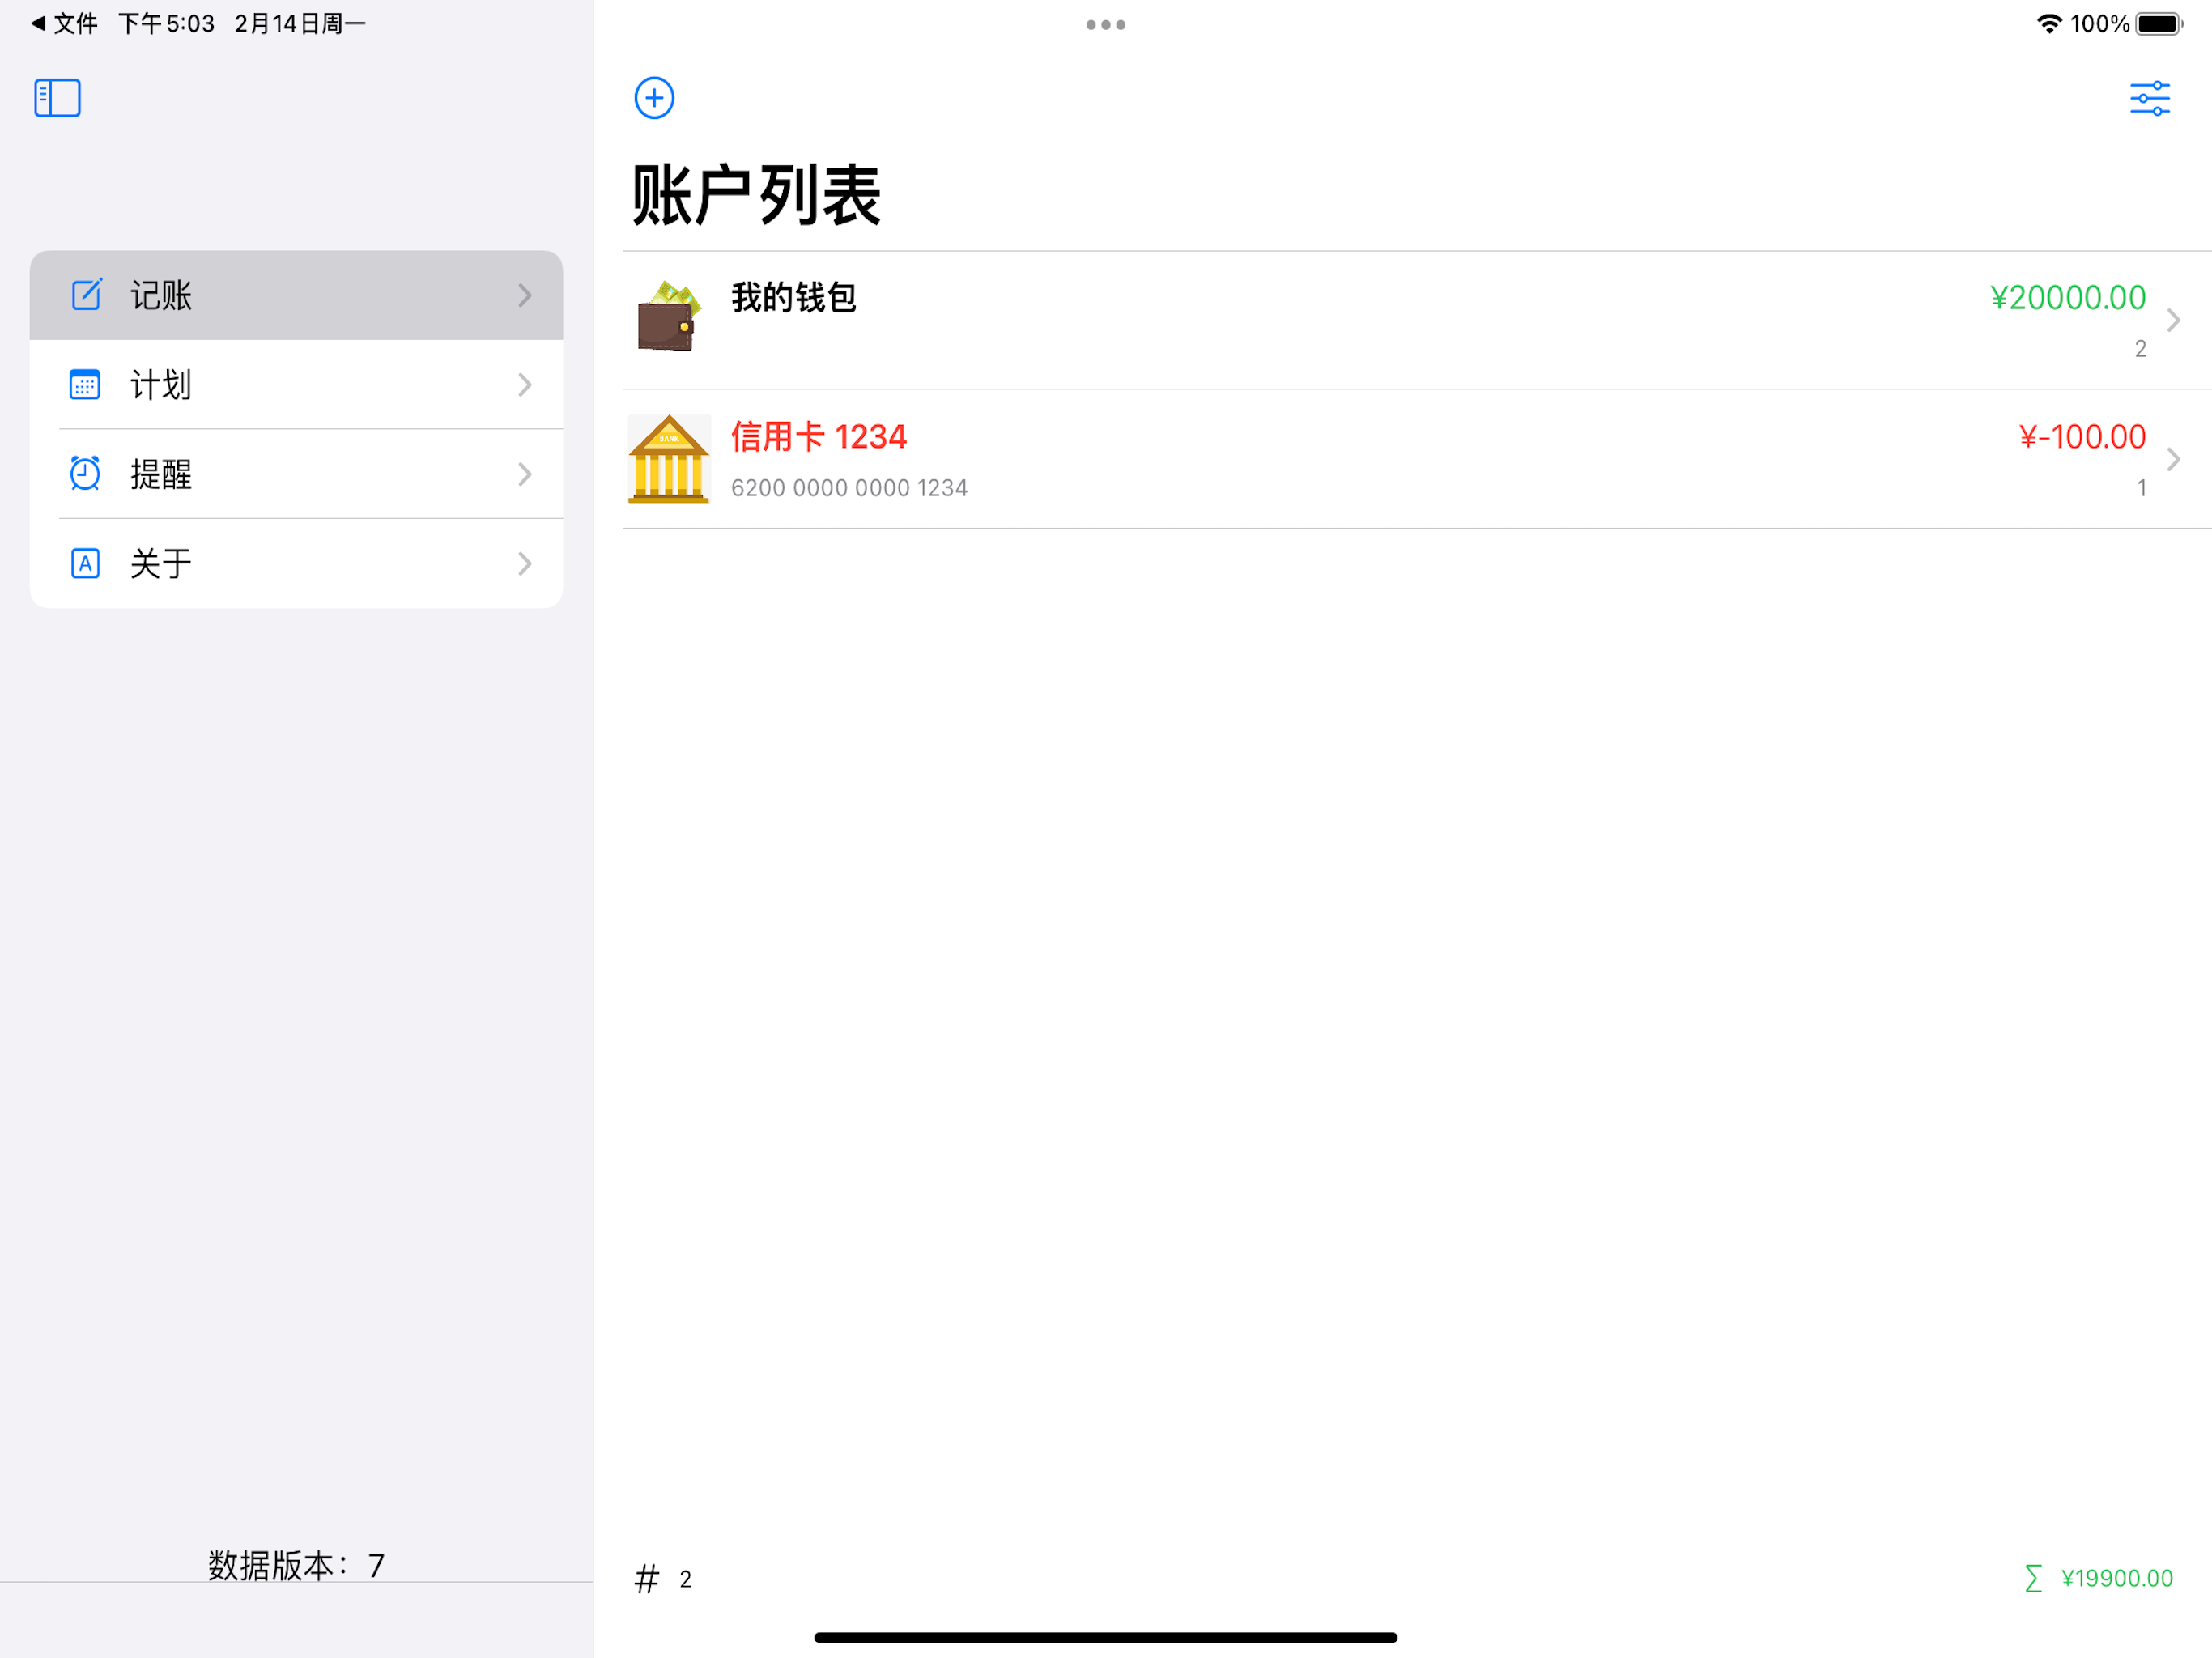 文件 下午5:03 2月14日周一
100%
记账
计划
提醒
关于
数据版本：7
账户列表
我的钱包
¥20000.00
2
BANK
信用卡 1234
¥-100.00
6200 0000 0000 1234
1
# 2
∑ ¥19900.00